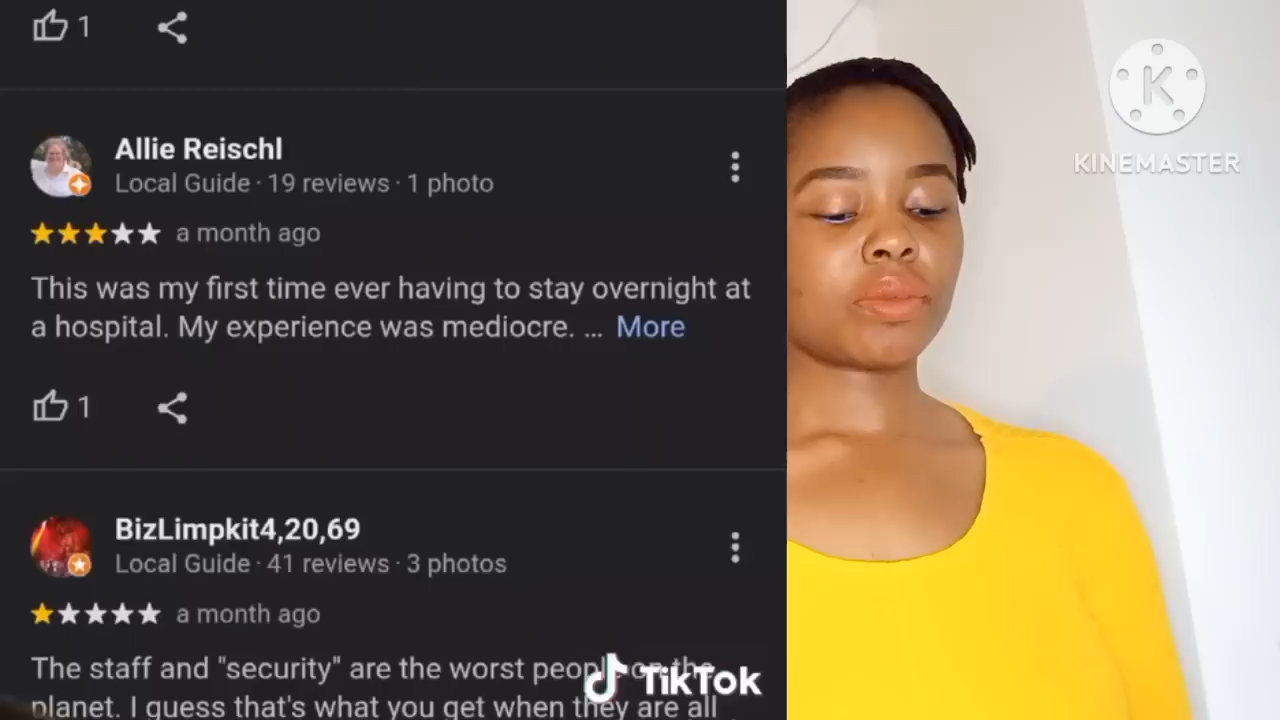 1
Allie Reischl
Local Guide · 19 reviews · 1 photo
a month ago
This was my first time ever having to stay overnight at
a hospital. My experience was mediocre. ... More
1
BizLimpkit4,20,69
Local Guide · 41 reviews · 3 photos
a month ago
The staff and "security" are the worst people on the
planet. I guess that's what you get when they are all
TikTok
K
KINEMASTER